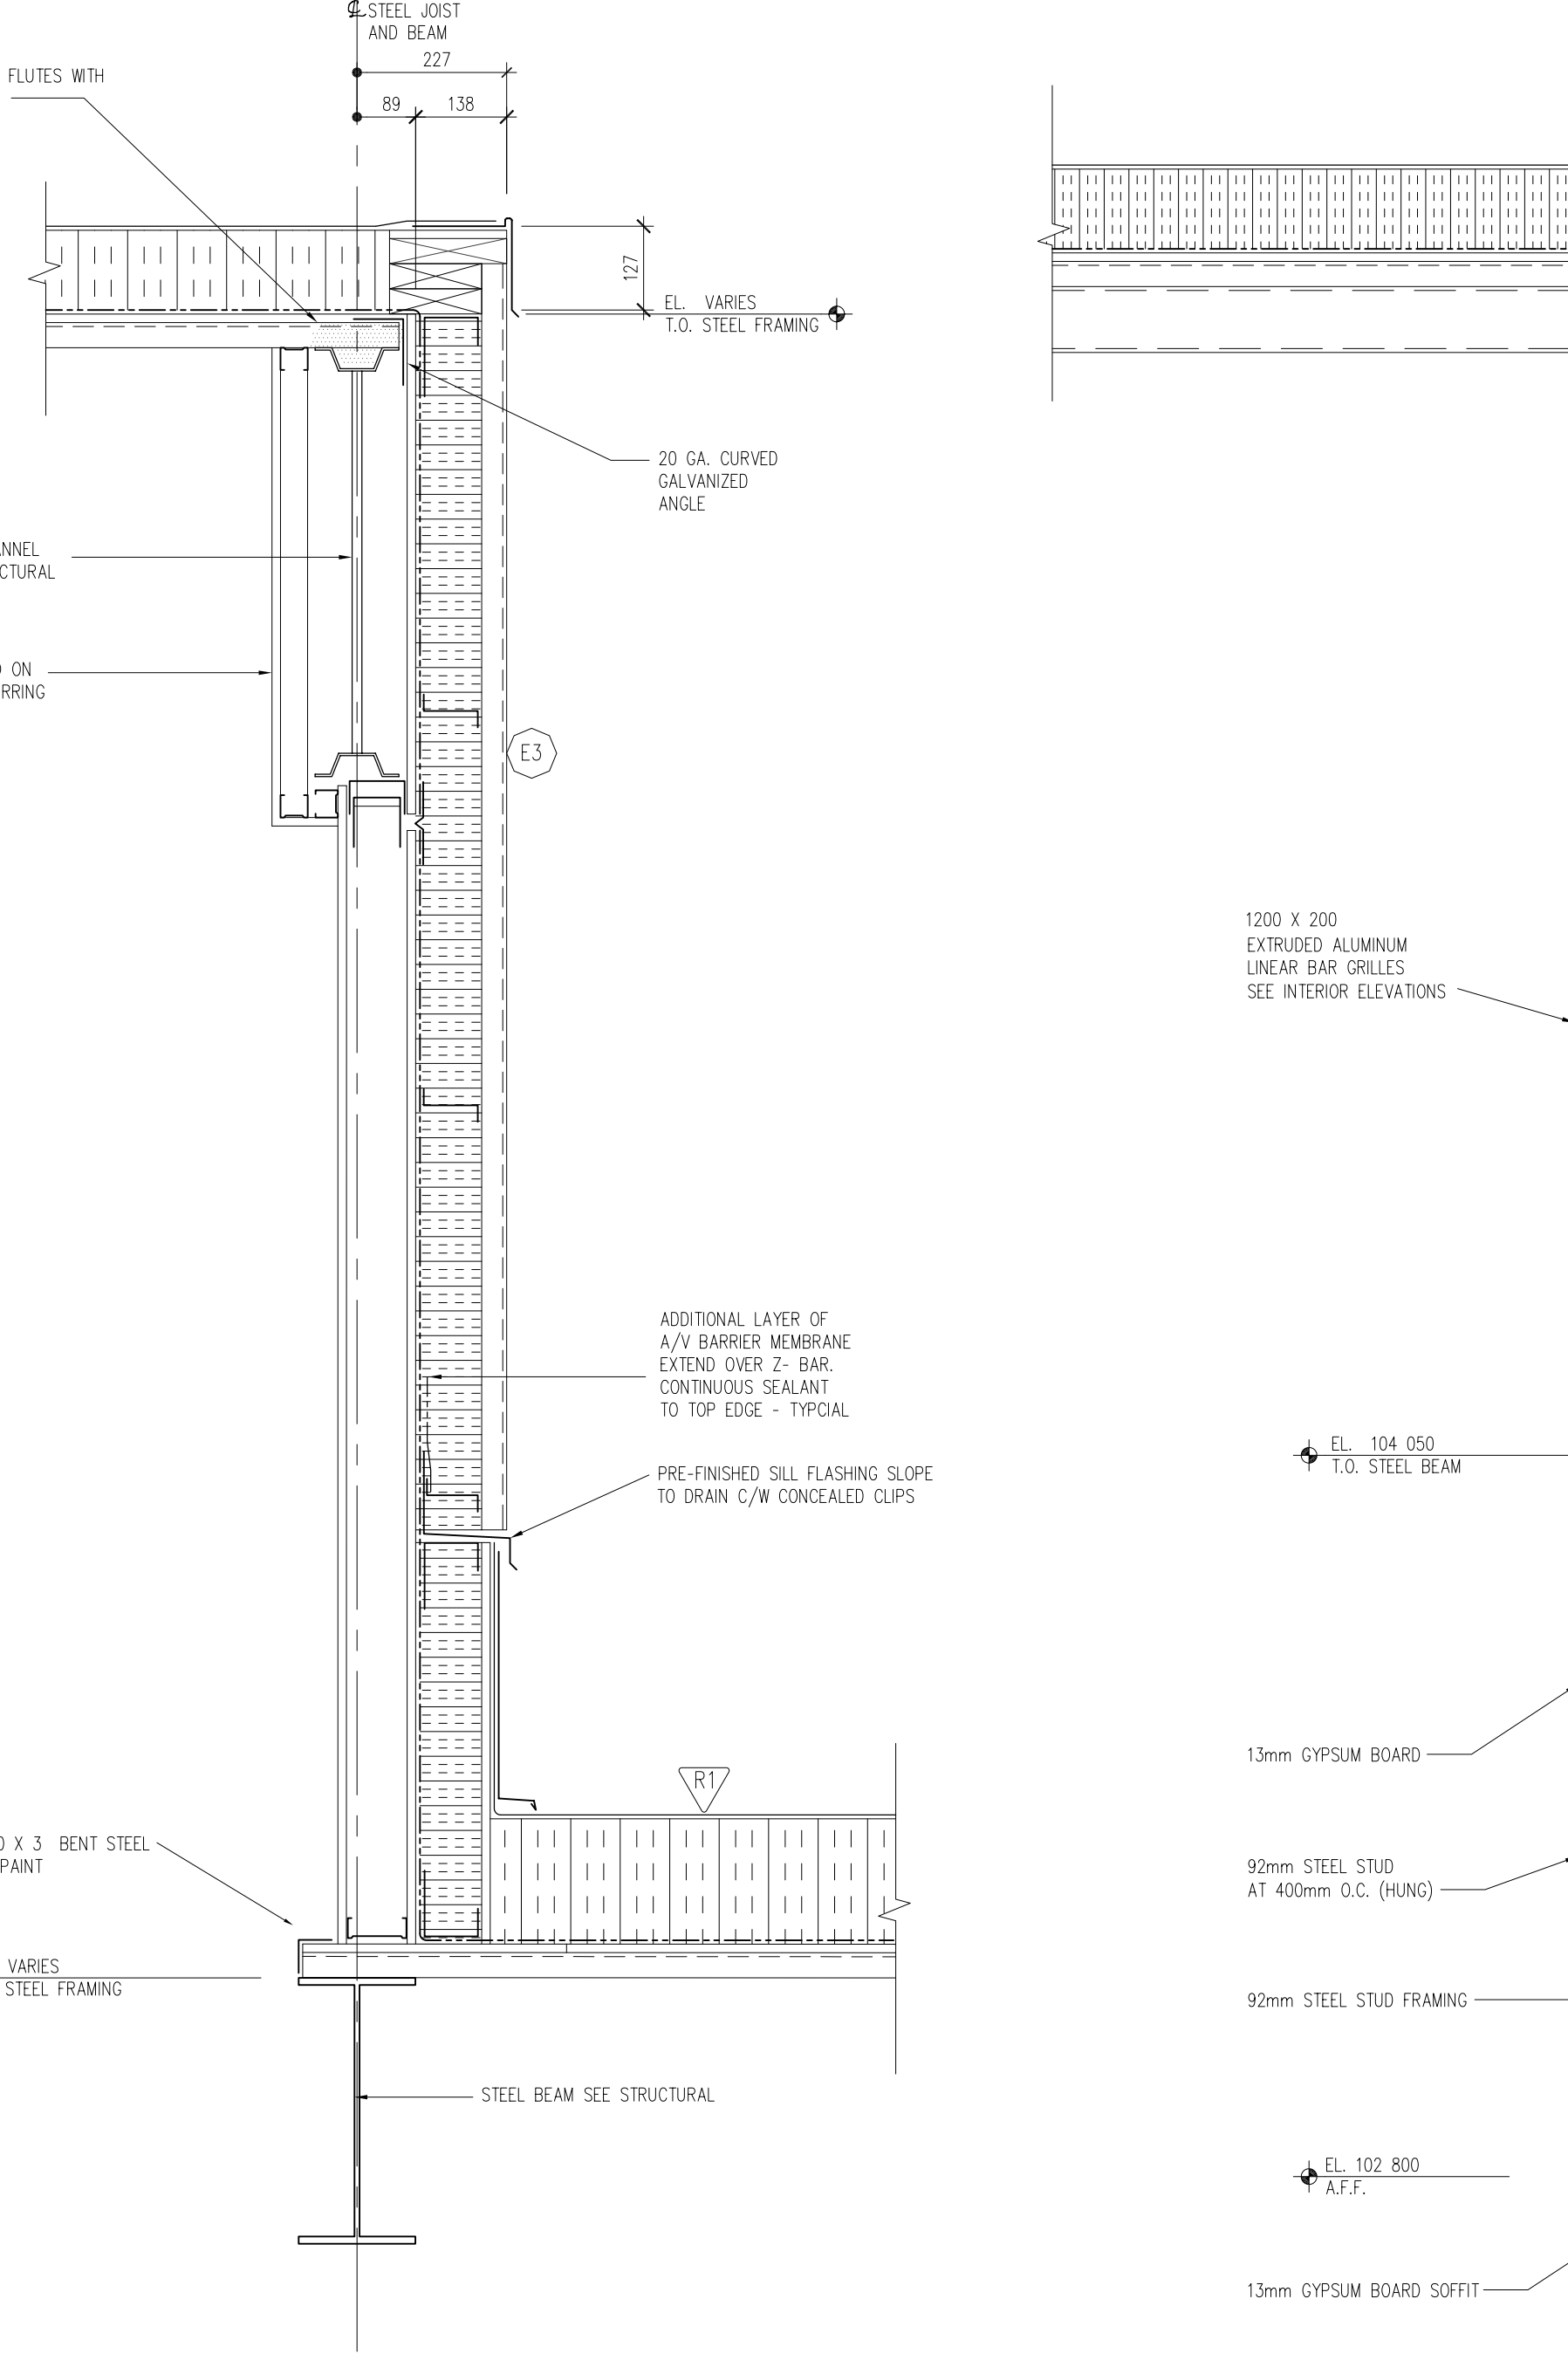 ℄ STEEL JOIST
AND BEAM
227
89
138
FLUTES WITH
127
EL. VARIES
T.O. STEEL FRAMING
20 GA. CURVED
GALVANIZED
ANGLE
ANNEL
CTURAL
ON
RRING
E3
ADDITIONAL LAYER OF
A/V BARRIER MEMBRANE
EXTEND OVER Z- BAR.
CONTINUOUS SEALANT
TO TOP EDGE - TYPCIAL
PRE-FINISHED SILL FLASHING SLOPE
TO DRAIN C/W CONCEALED CLIPS
R1
0 X 3 BENT STEEL
PAINT
VARIES
STEEL FRAMING
STEEL BEAM SEE STRUCTURAL
1200 X 200
EXTRUDED ALUMINUM
LINEAR BAR GRILLES
SEE INTERIOR ELEVATIONS
EL. 104 050
T.O. STEEL BEAM
13mm GYPSUM BOARD
92mm STEEL STUD
AT 400mm O.C. (HUNG)
92mm STEEL STUD FRAMING
EL. 102 800
A.F.F.
13mm GYPSUM BOARD SOFFIT